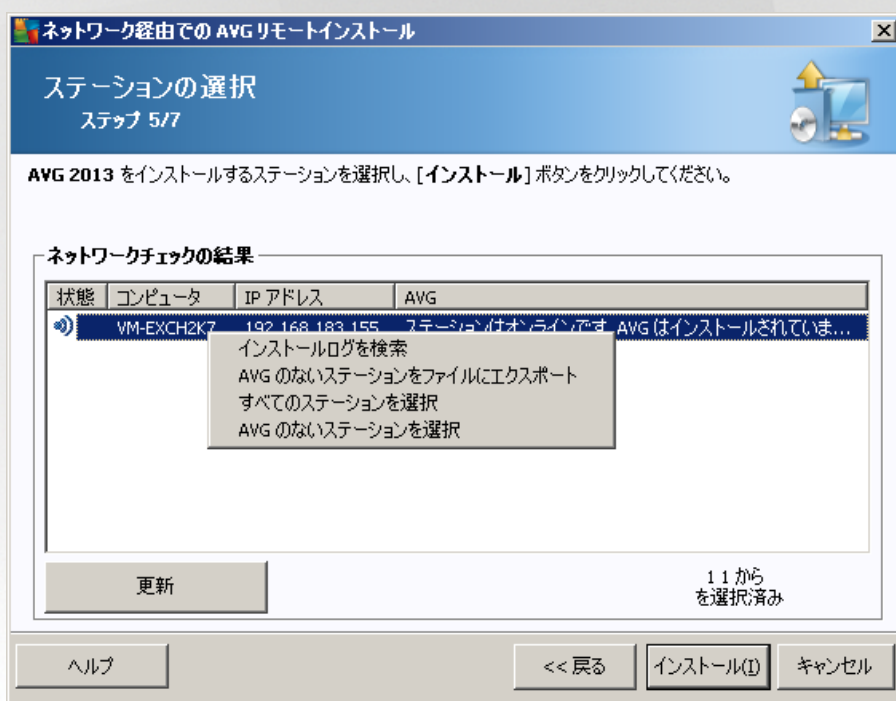 ネットワーク経由での AVG リモートインストール
ステーションの選択
ステップ 5/7
AVG 2013 をインストールするステーションを選択し、[インストール] ボタンをクリックしてください。
ネットワークチェックの結果
状態 コンピュータ IP アドレス AVG
VM-EXCH2K7 192.168.183.155 ステーションはオンラインです. AVG はインストールされていま...
インストールログを検索
AVG のないステーションをファイルにエクスポート
すべてのステーションを選択
AVG のないステーションを選択
更新
1 1 から
を選択済み
ヘルプ
<< 戻る
インストール(I)
キャンセル